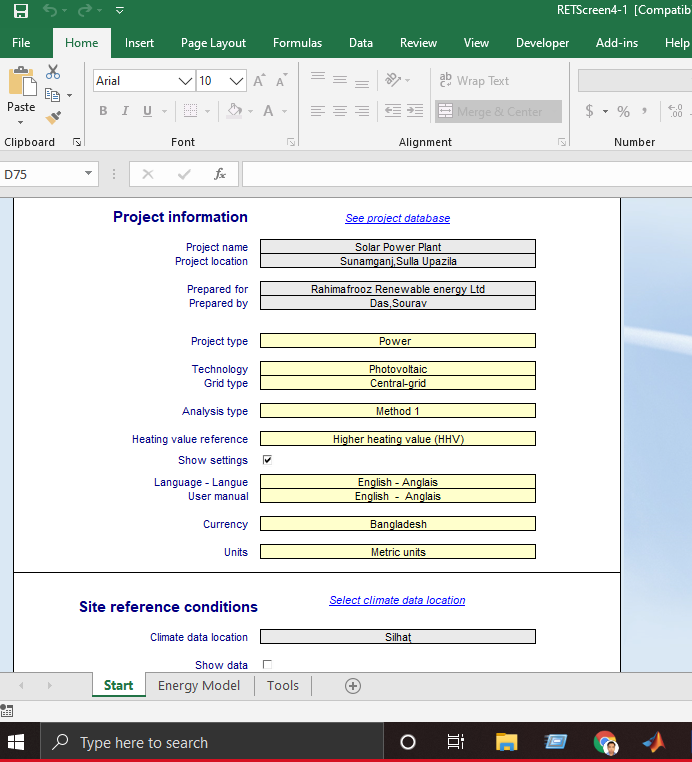 RETScreen4-1 [Compatib
File Home Insert Page Layout Formulas Data Review View Developer Add-ins Help
Paste
Arial 10 A A
B I U A
ab Wrap Text
Merge & Center
$ % ,
Clipboard Font Alignment Number
D75 fx
Project information See project database
Project name Solar Power Plant
Project location Sunamganj,Sulla Upazila
Prepared for Rahimafrooz Renewable energy Ltd
Prepared by Das,Sourav
Project type Power
Technology Photovoltaic
Grid type Central-grid
Analysis type Method 1
Heating value reference Higher heating value (HHV)
Show settings
Language - Langue English - Anglais
User manual English - Anglais
Currency Bangladesh
Units Metric units
Site reference conditions Select climate data location
Climate data location Silhaţ
Show data
Start Energy Model Tools
Type here to search